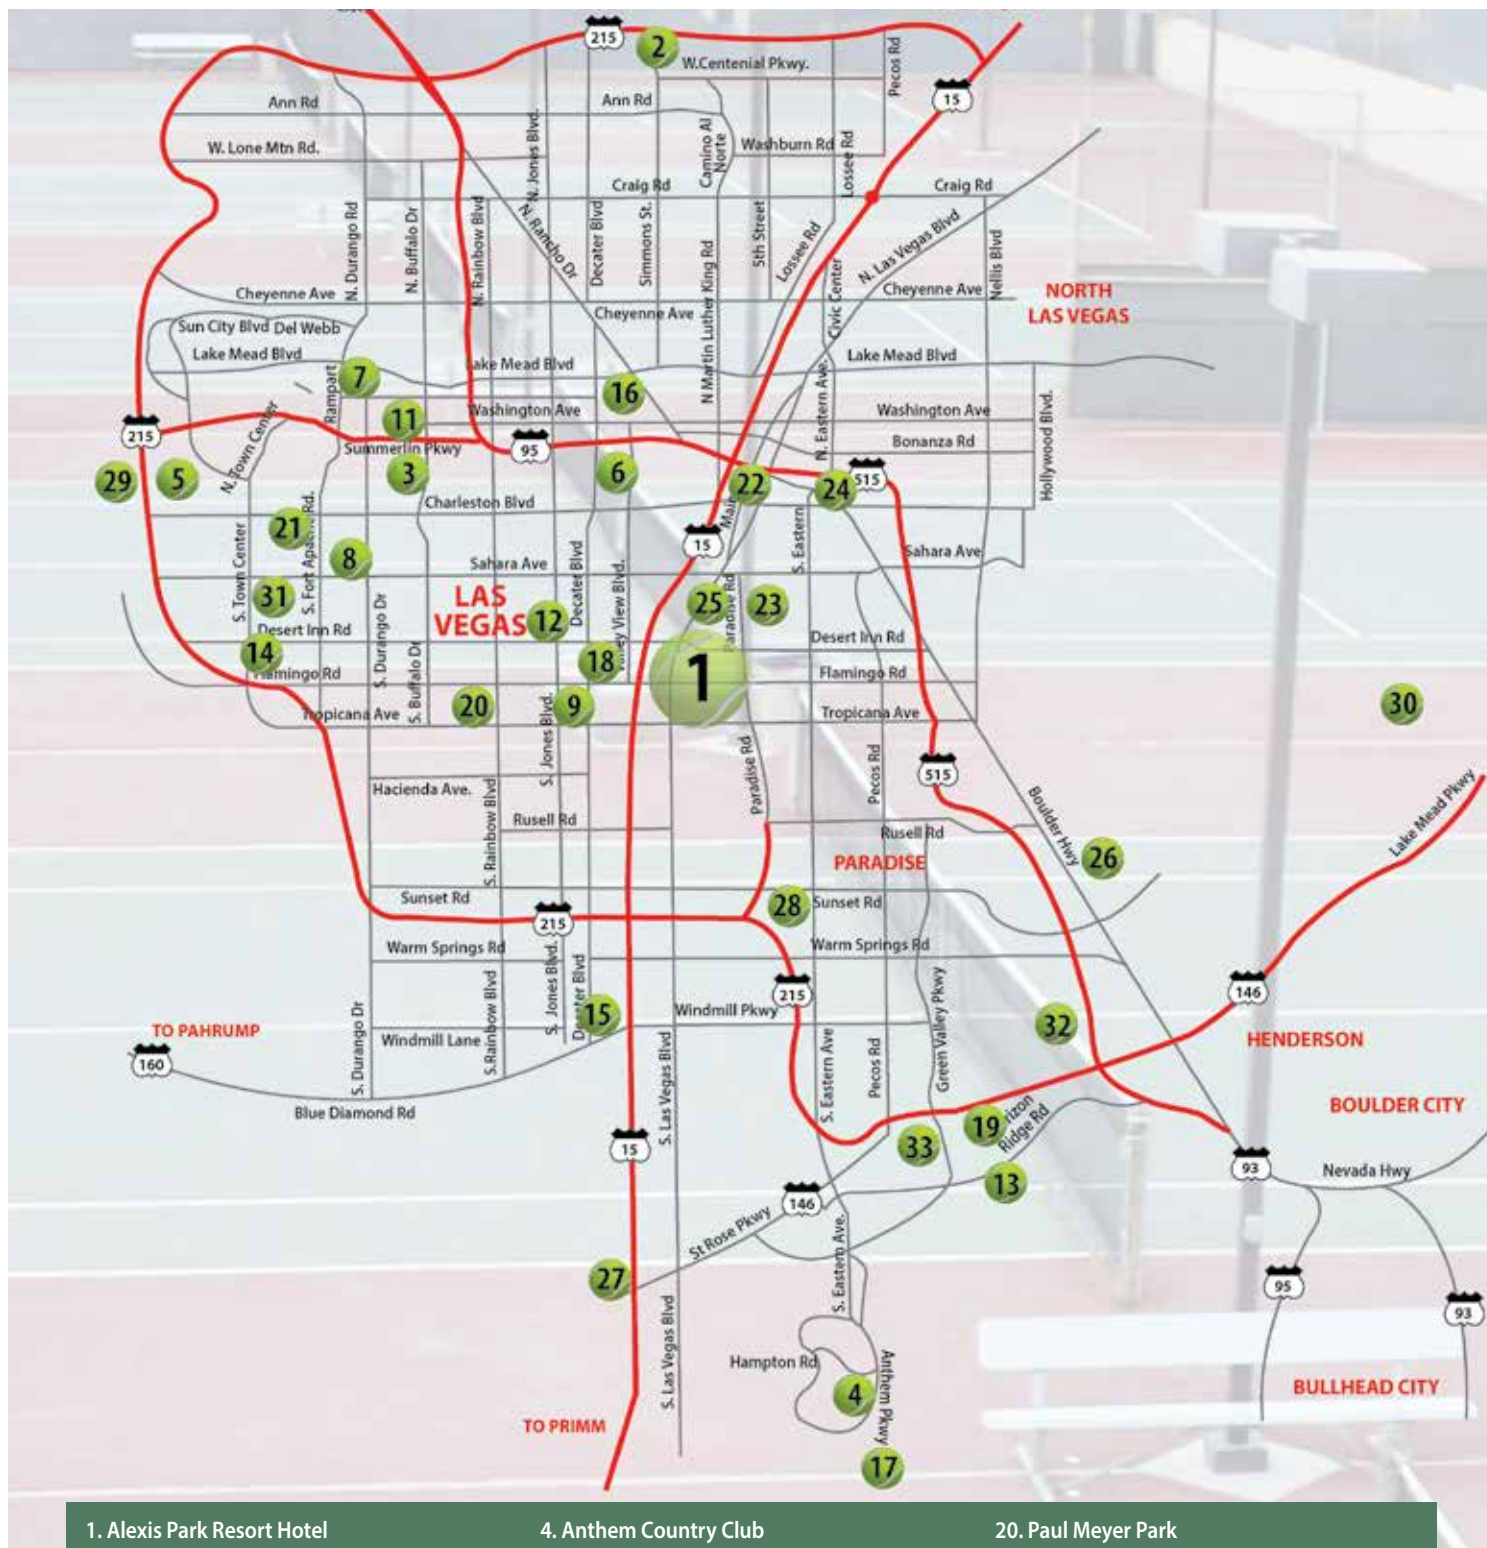 215
2
W.Centenial Pkwy.
Pecos Rd
15
Ann Rd
Ann Rd
N. Jones Blvd.
Camino Al
Norte
Washburn Rd
Lossee Rd
W. Lone Mtn Rd.
Craig Rd
Craig Rd
N. Durango Rd
N. Buffalo Dr
N. Rainbow Blvd
N. Rancho Dr
Decater Blvd
Simmons St.
N Martin Luther King Rd
5th Street
Lossee Rd
Civic Center
N. Las Vegas Blvd
Nellis Blvd
Cheyenne Ave
Cheyenne Ave
Cheyenne Ave
NORTH
LAS VEGAS
Sun City Blvd
Del Webb
Lake Mead Blvd
Lake Mead Blvd
Lake Mead Blvd
7
16
Rampart
N. Eastern Ave.
Hollywood Blvd.
11
Washington Ave
Washington Ave
215
N. Town Center
Summerlin Pkwy
95
Bonanza Rd
29
5
3
6
22
24
515
Charleston Blvd
Main
21
S. Town Center
S. Fort Apache Rd.
8
Sahara Ave
Decater Blvd
15
S. Eastern
Sahara Ave
31
LAS
VEGAS
12
25
Paradise Rd
23
Desert Inn Rd
14
S. Durango Dr
S. Buffalo Dr
18
1
Desert Inn Rd
Flamingo Rd
Flamingo Rd
20
9
30
Tropicana Ave
Tropicana Ave
S. Jones Blvd.
Paradise Rd
Pecos Rd
515
Hacienda Ave.
S. Rainbow Blvd
Rusell Rd
Rusell Rd
Boulder Hwy
Lake Mead Pkwy
PARADISE
26
Sunset Rd
28
Sunset Rd
215
Warm Springs Rd
Warm Springs Rd
S. Durango Dr
S.Rainbow Blvd
S. Jones Blvd.
15
215
Windmill Pkwy
Green Valley Pkwy
32
146
TO PAHRUMP
160
Windmill Lane
S. Las Vegas Blvd
S. Eastern Ave
Pecos Rd
HENDERSON
Blue Diamond Rd
BOULDER CITY
15
33
19
Ridge Rd
13
93
Nevada Hwy
146
St Rose Pkwy
S. Eastern Ave.
27
95
93
S. Las Vegas Blvd
Hampton Rd
4
Anthem Pkwy
BULLHEAD CITY
TO PRIMM
17
1. Alexis Park Resort Hotel
4. Anthem Country Club
20. Paul Meyer Park